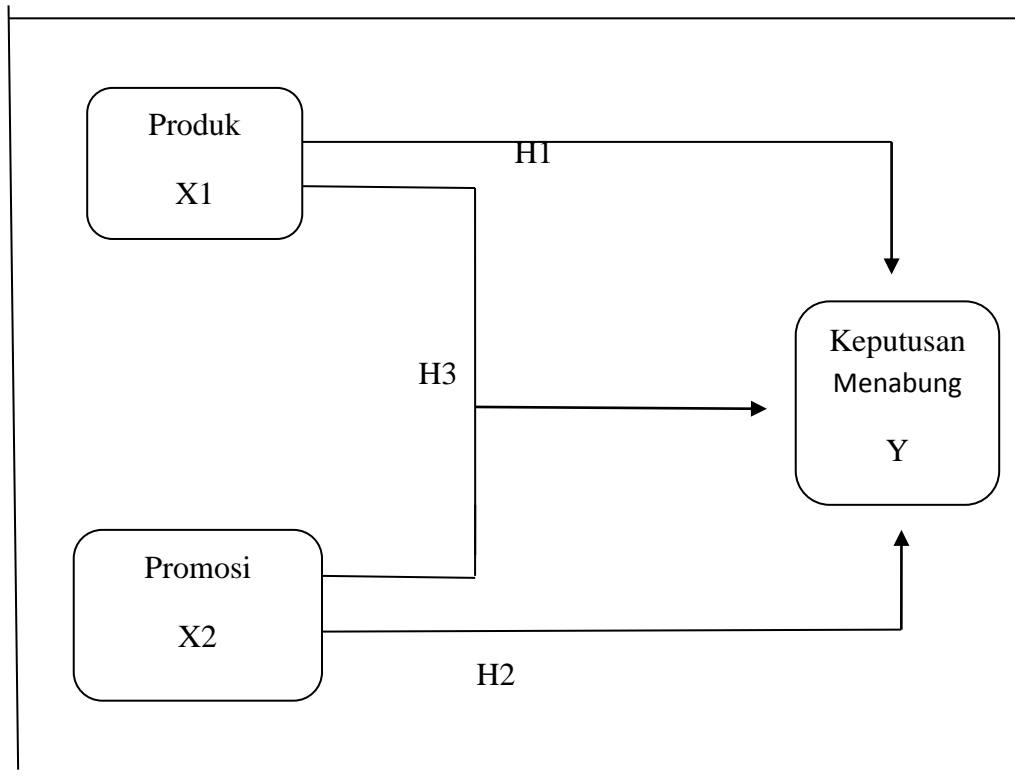 Produk
X1
H1
H3
Keputusan
Menabung
Y
Promosi
X2
H2